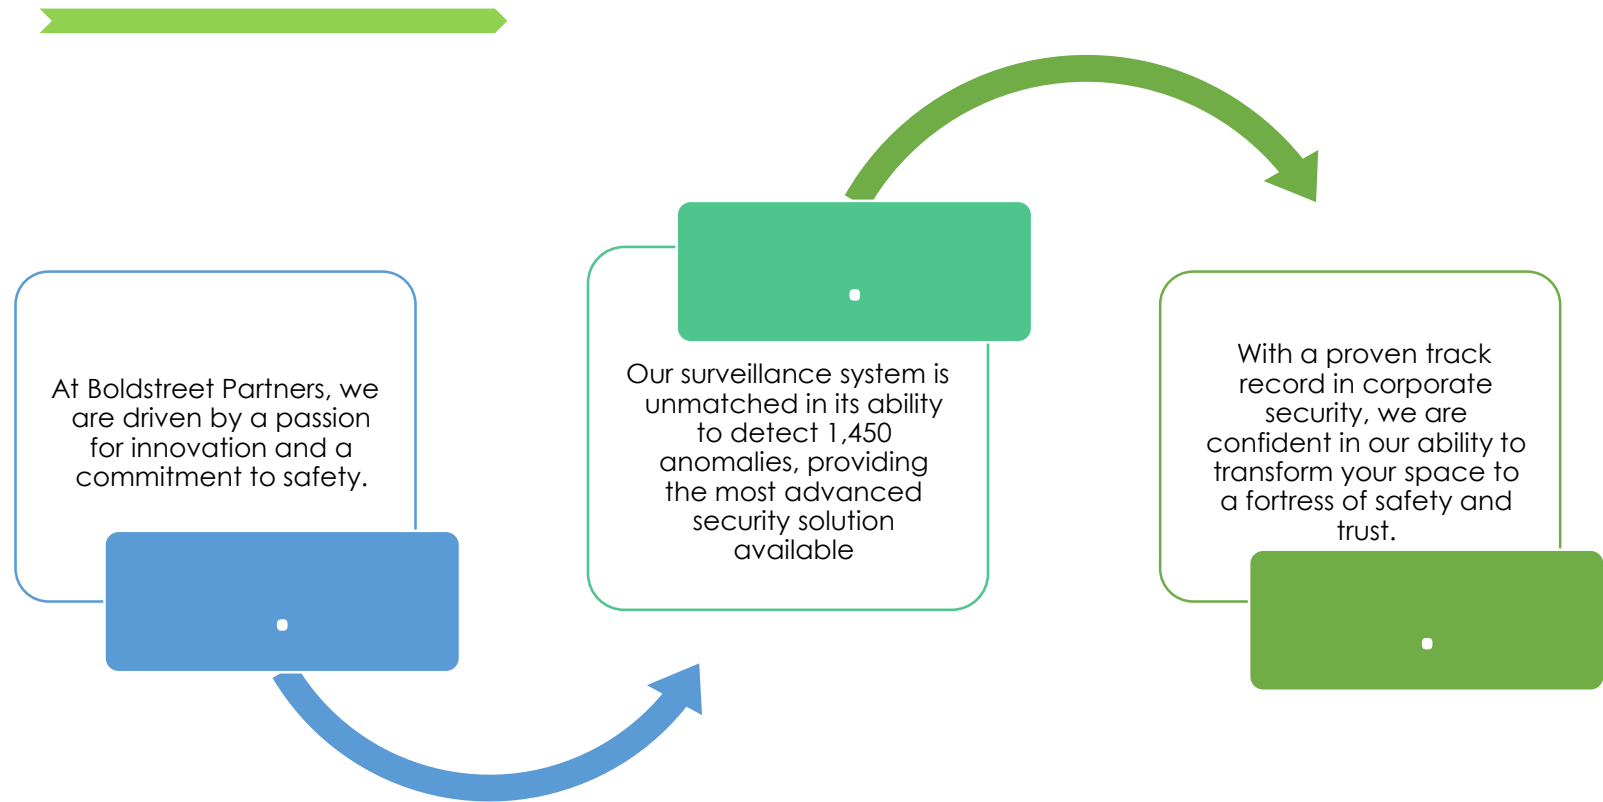 At Boldstreet Partners, we
are driven by a passion
for innovation and a
commitment to safety.
.
.
Our surveillance system is
unmatched in its ability
to detect 1,450
anomalies, providing
the most advanced
security solution
available
With a proven track
record in corporate
security, we are
confident in our ability to
transform your space to
a fortress of safety and
trust.
.